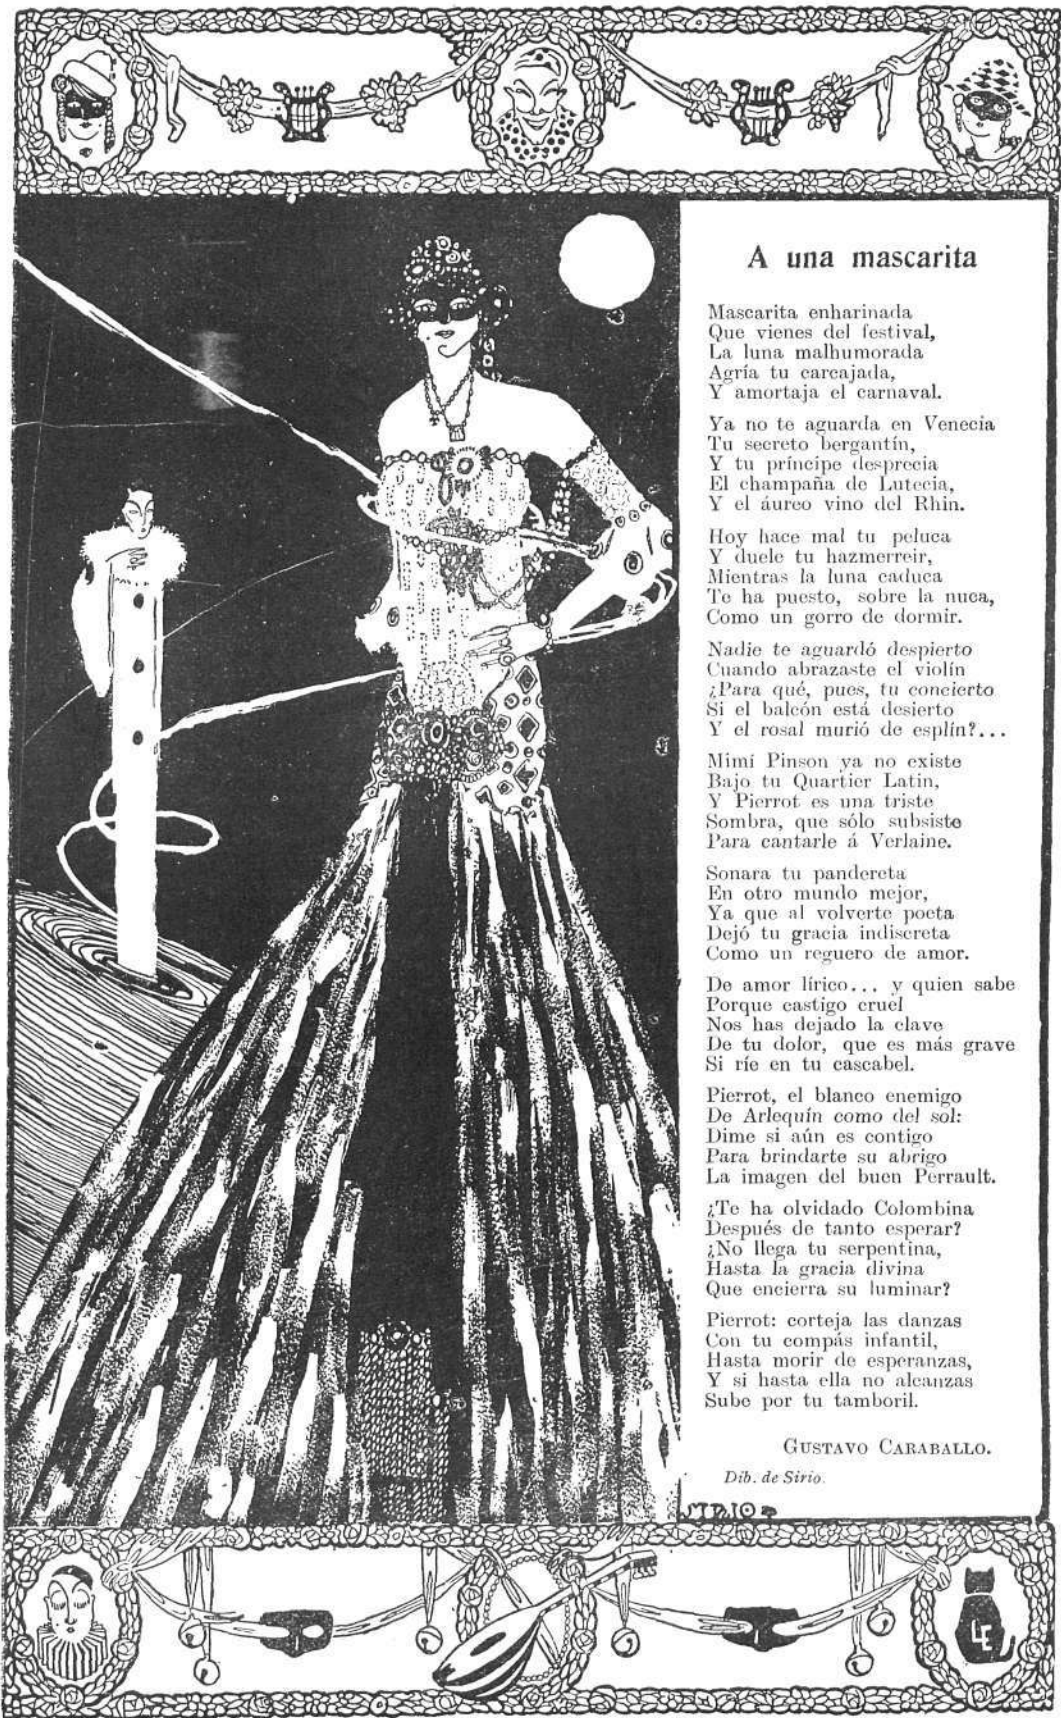 A una mascarita
Mascarita enharinada
Que vienes del festival,
La luna malhumorada
Agría tu carcajada,
Y amortaja el carnaval.
Ya no te aguarda en Venecia
Tu secreto bergantín,
Y tu príncipe desprecia
El champaña de Lutecia,
Y el áureo vino del Rhin.
Hoy hace mal tu peluca
Y duele tu hazmerreir,
Mientras la luna caduca
Te ha puesto, sobre la nuca,
Como un gorro de dormir.
Nadie te aguardó despierto
Cuando abrazaste el violín
¿Para qué, pues, tu concierto
Si el balcón está desierto
Y el rosal murió de esplín?...
Mimí Pinson ya no existe
Bajo tu Quartier Latin,
Y Pierrot es una triste
Sombra, que sólo subsiste
Para cantarle á Verlaine.
Sonara tu pandereta
En otro mundo mejor,
Ya que al volverte poeta
Dejó tu gracia indiscreta
Como un reguero de amor.
De amor lírico... y quien sabe
Porque castigo cruel
Nos has dejado la clave
De tu dolor, que es más grave
Si ríe en tu cascabel.
Pierrot, el blanco enemigo
De Arlequín como del sol:
Dime si aún es contigo
Para brindarte su abrigo
La imagen del buen Perrault.
¿Te ha olvidado Colombina
Después de tanto esperar?
¿No llega tu serpentina,
Hasta la gracia divina
Que encierra su luminar?
Pierrot: corteja las danzas
Con tu compás infantil,
Hasta morir de esperanzas,
Y si hasta ella no alcanzas
Sube por tu tamboril.
GUSTAVO CARABALLO.
Dib. de Sirio.
SIRIO
LE